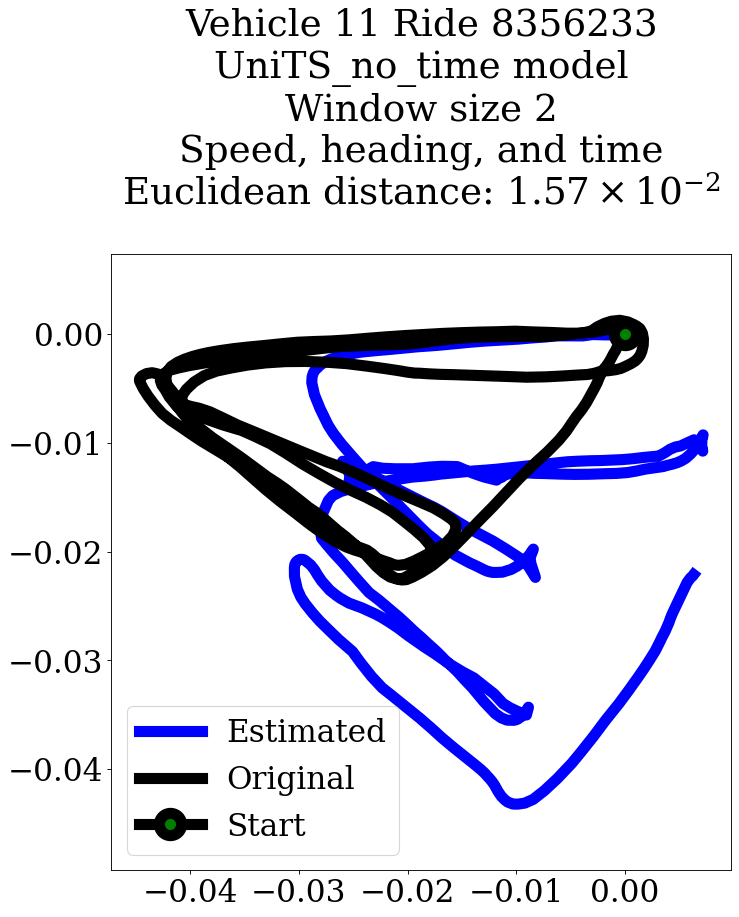 Vehicle 11 Ride 8356233
UniTS_no_time model
Window size 2
Speed, heading, and time
Euclidean distance: 1.57 × 10⁻²
0.00
−0.01
−0.02
−0.03
−0.04
Estimated
Original
Start
−0.04 −0.03 −0.02 −0.01 0.00